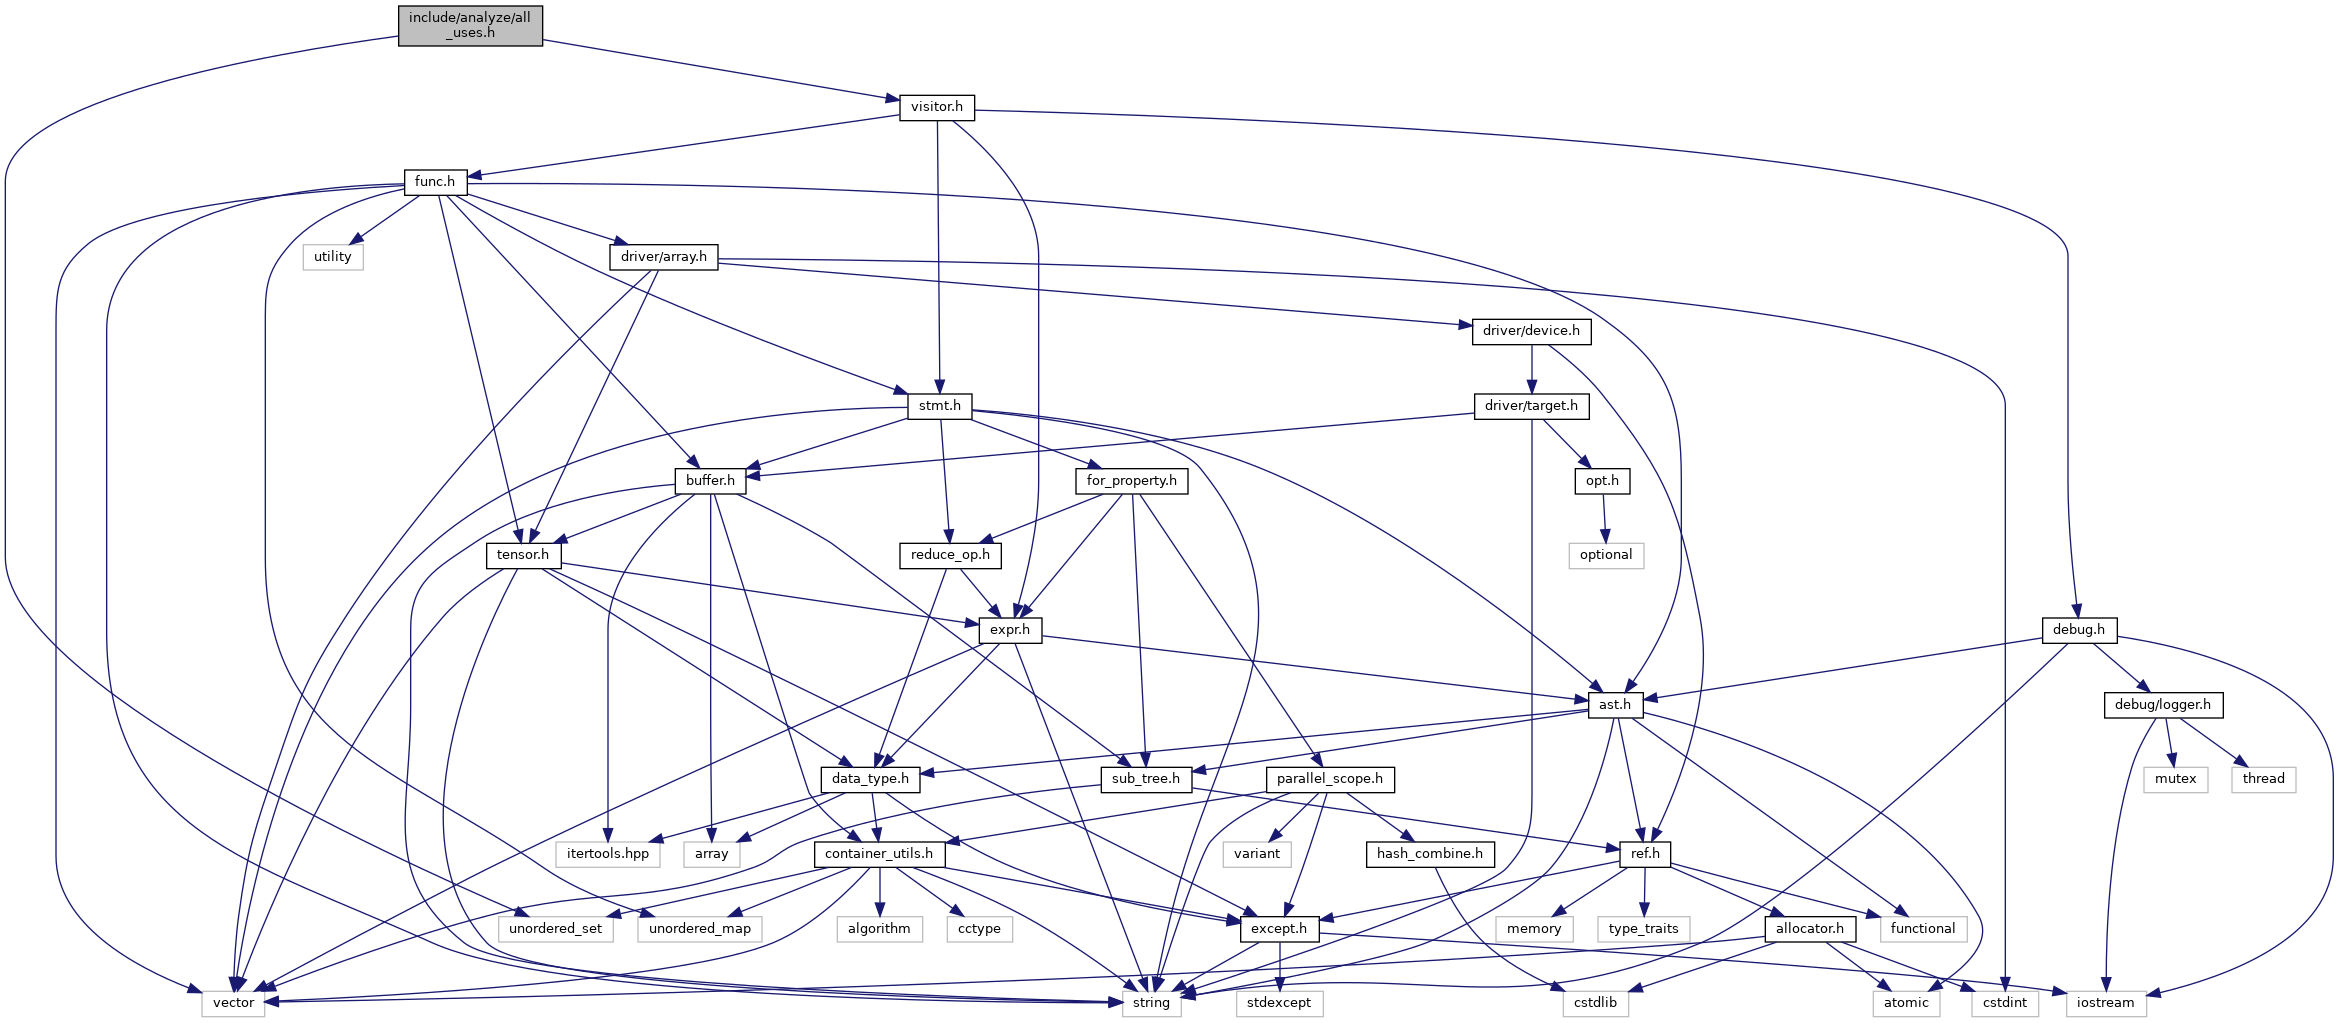 include/analyze/all
_uses.h
visitor.h
func.h
utility
driver/array.h
driver/device.h
stmt.h
driver/target.h
buffer.h
for_property.h
opt.h
tensor.h
reduce_op.h
optional
expr.h
debug.h
ast.h
debug/logger.h
data_type.h
sub_tree.h
parallel_scope.h
mutex
thread
itertools.hpp
array
container_utils.h
variant
hash_combine.h
ref.h
unordered_set
unordered_map
algorithm
cctype
except.h
memory
type_traits
allocator.h
functional
vector
string
stdexcept
cstdlib
atomic
cstdint
iostream